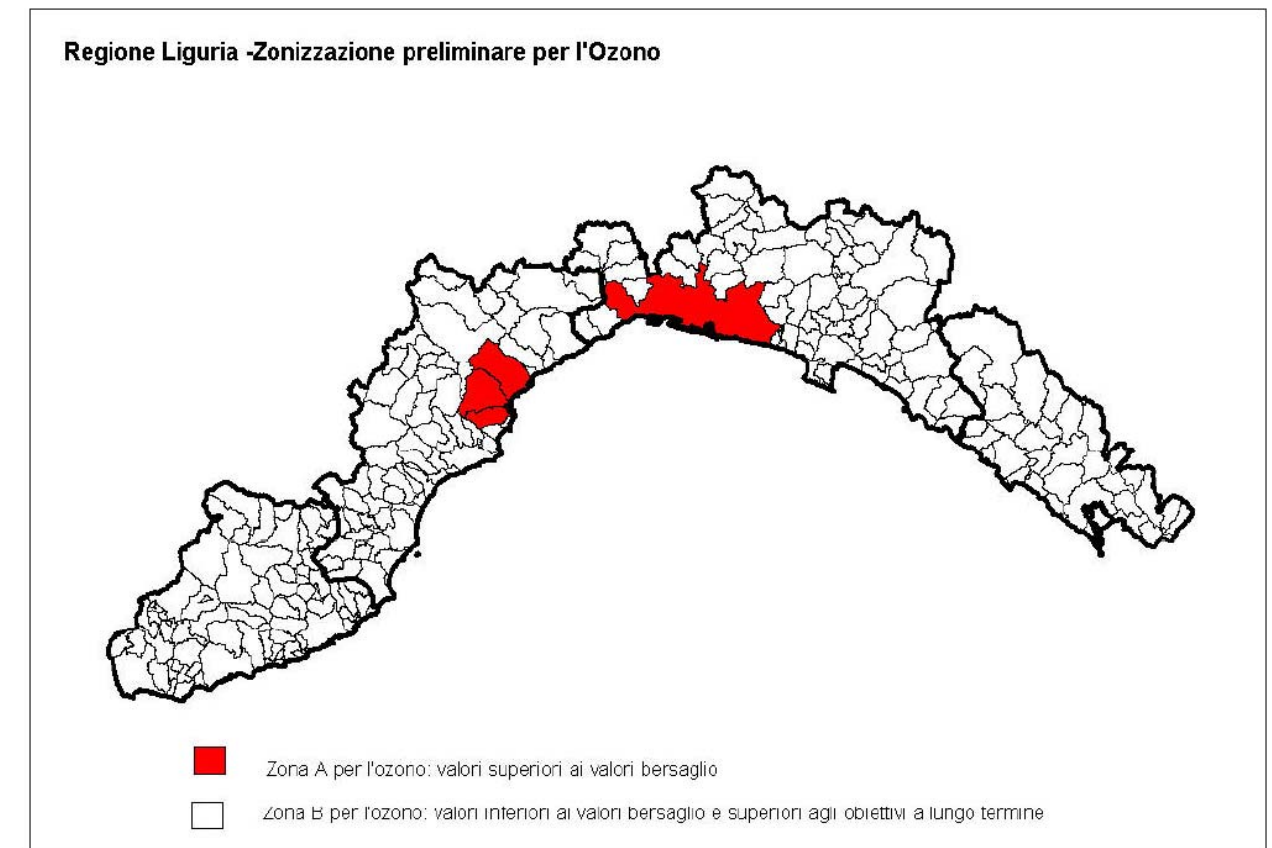 Regione Liguria -Zonizzazione preliminare per l'Ozono
Zona A per l'ozono: valori superiori ai valori bersaglio
Zona B per l'ozono: valori inferiori ai valori bersaglio e superiori agli obiettivi a lungo termine